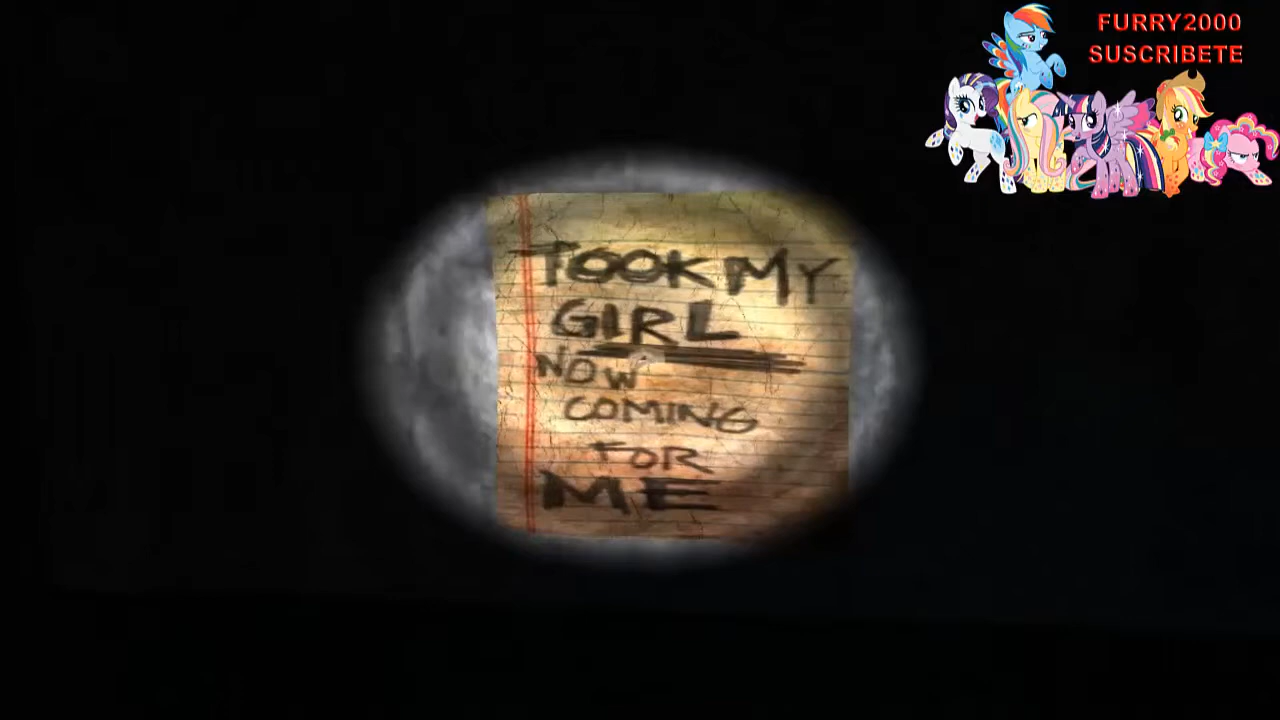 FURRY2000
SUSCRIBETE
TOOK MY
GIRL
NOW
COMING
FOR
ME